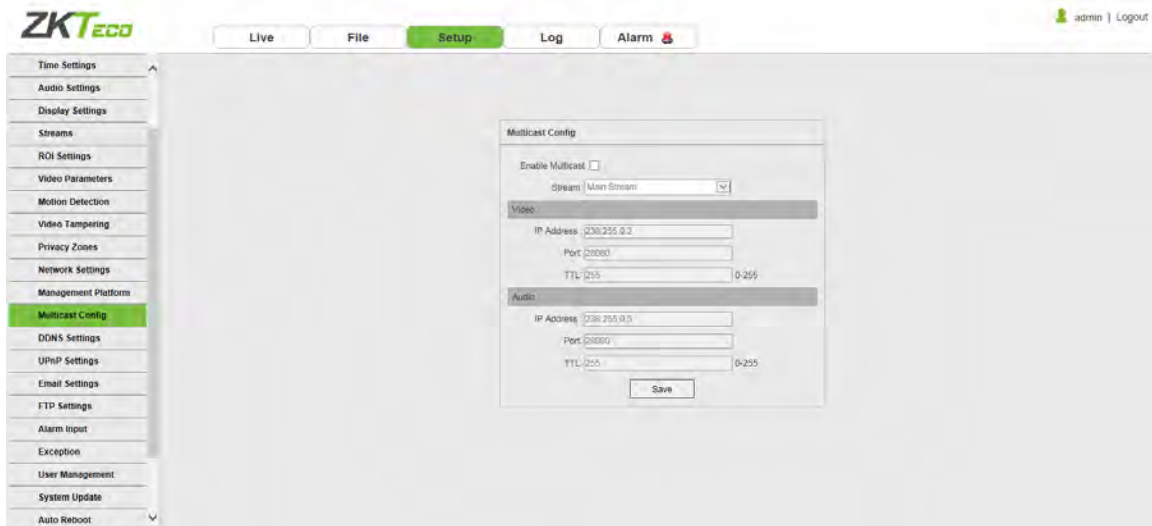 ZKTeco
admin | Logout
Live
File
Setup
Log
Alarm
Time Settings
Audio Settings
Display Settings
Streams
ROI Settings
Video Parameters
Motion Detection
Video Tampering
Privacy Zones
Network Settings
Management Platform
Multicast Config
DDNS Settings
UPnP Settings
Email Settings
FTP Settings
Alarm Input
Exception
User Management
System Update
Auto Reboot
Multicast Config
Enable Multicast
Stream Main Stream
Video
IP Address 238.255.0.2
Port 28080
TTL 255 0-255
Audio
IP Address 238.255.0.5
Port 28090
TTL 255 0-255
Save